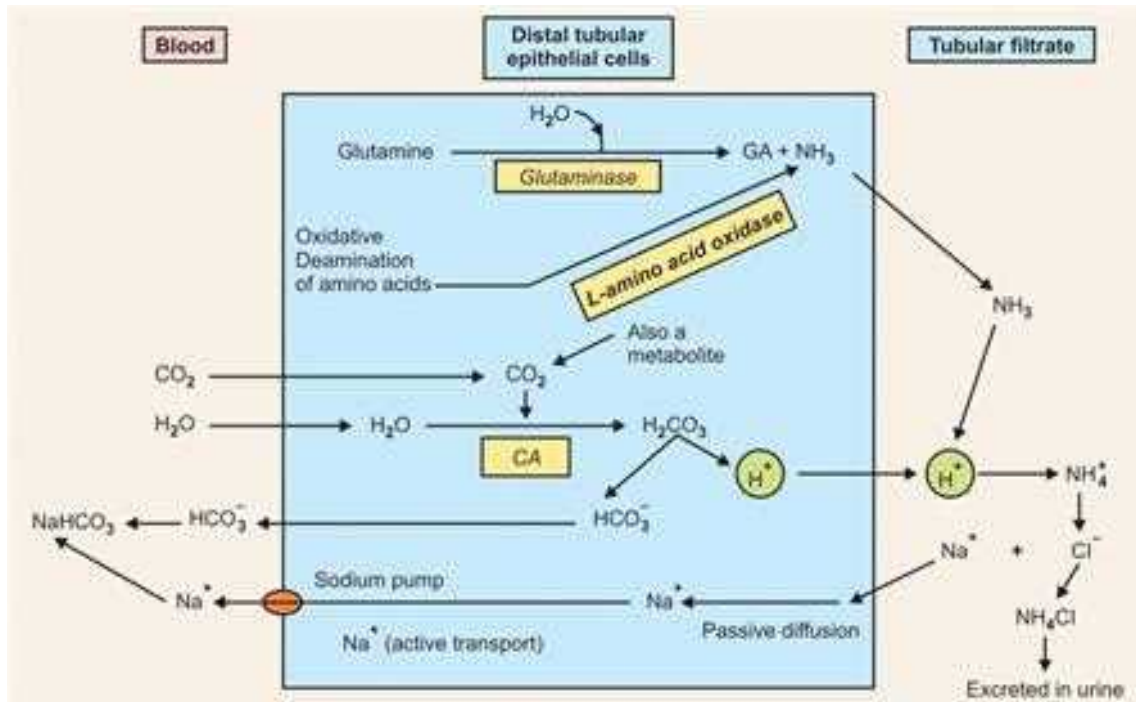 Blood
Distal tubular
epithelial cells
Tubular filtrate
H₂O
Glutamine
GA + NH₃
Glutaminase
Oxidative
Deamination
of amino acids
L-amino acid oxidase
NH₃
Also a
metabolite
CO₂
CO₂
H₂O
H₂O
H₂CO₃
CA
H⁺
H⁺
NH₄⁺
NaHCO₃
HCO₃⁻
HCO₃⁻
Na⁺ + Cl⁻
Sodium pump
Na⁺
Na⁺
Passive diffusion
NH₄Cl
Na⁺ (active transport)
Excreted in urine